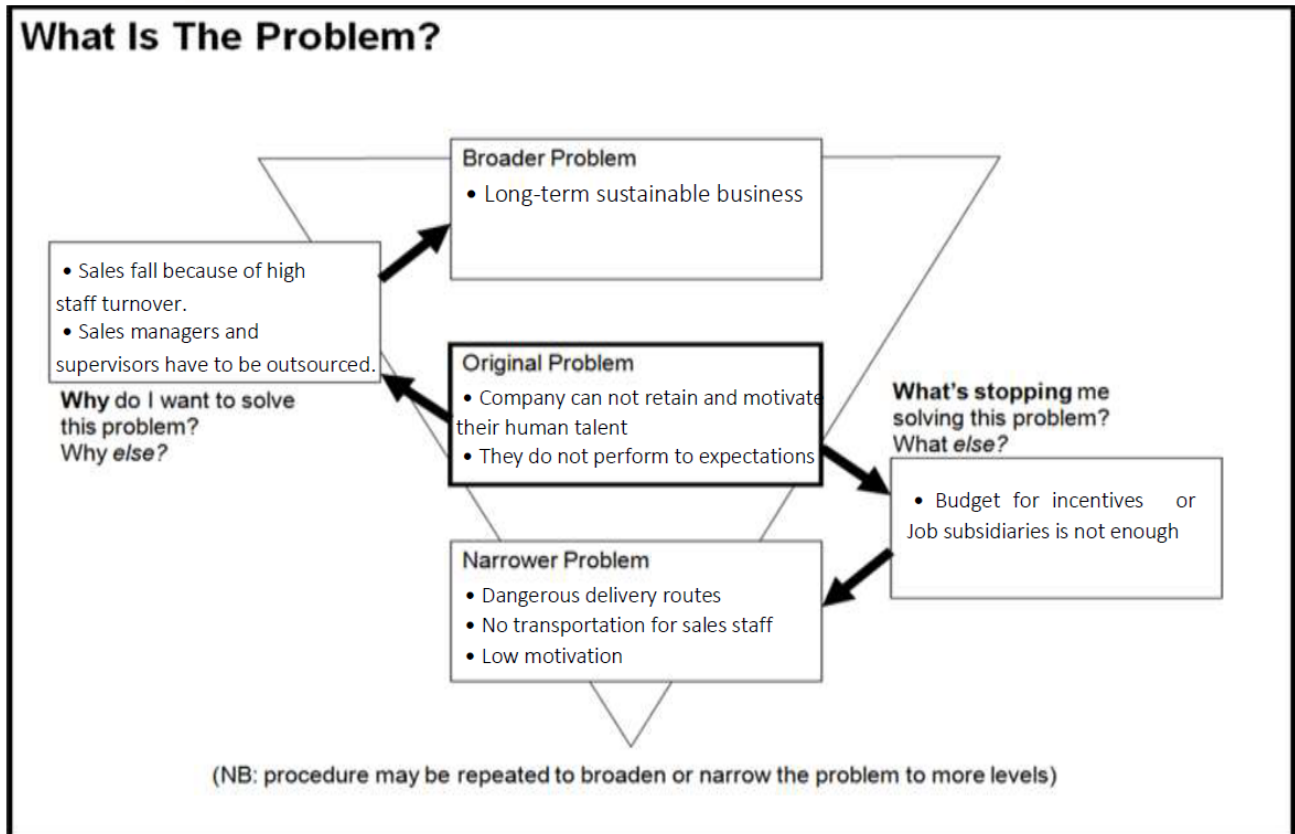 What Is The Problem?
Broader Problem
• Long-term sustainable business
• Sales fall because of high
staff turnover.
• Sales managers and
supervisors have to be outsourced.
Why do I want to solve
this problem?
Why else?
Original Problem
• Company can not retain and motivate
their human talent
• They do not perform to expectations
What's stopping me
solving this problem?
What else?
• Budget for incentives or
Job subsidiaries is not enough
Narrower Problem
• Dangerous delivery routes
• No transportation for sales staff
• Low motivation
(NB: procedure may be repeated to broaden or narrow the problem to more levels)